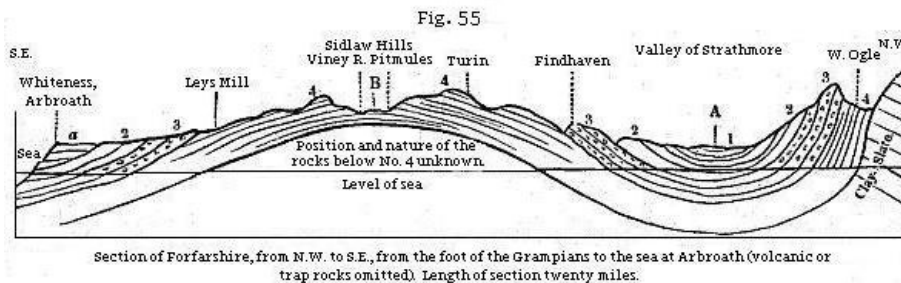 Fig. 55
S.E.
N.W.
Sidlaw Hills
Valley of Strathmore
Whiteness,
Arbroath
Leys Mill
Viney R. Pitmules
Turin
Findhaven
W. Ogle
B
A
a 2 3 4 4 3 2 1 2 3 4
Sea
Position and nature of the
rocks below No. 4 unknown.
Level of sea
Clay Slate
Section of Forfarshire, from N.W. to S.E., from the foot of the Grampians to the sea at Arbroath (volcanic or
trap rocks omitted). Length of section twenty miles.